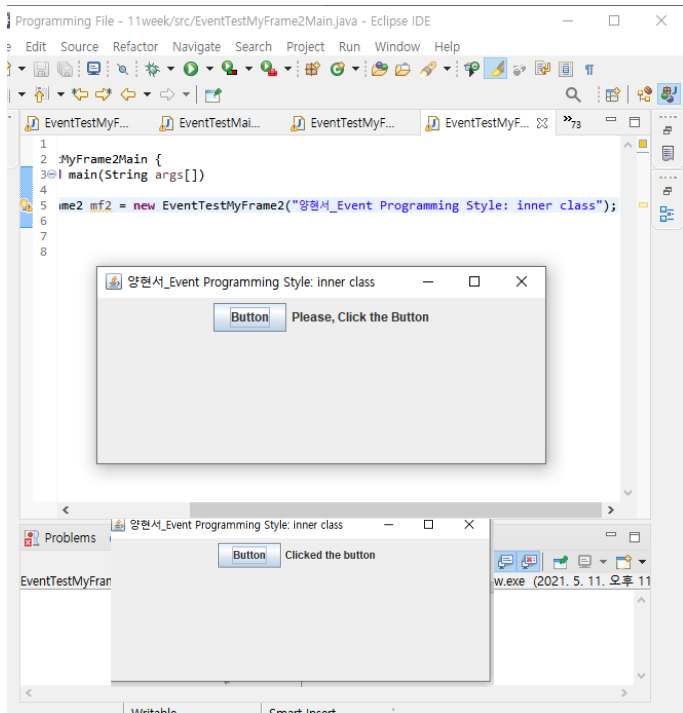 Programming File - 11week/src/EventTestMyFrame2Main.java - Eclipse IDE
Edit Source Refactor Navigate Search Project Run Window Help
EventTestMyF... EventTestMai... EventTestMyF... EventTestMyF... »73
1
2 :MyFrame2Main {
3 main(String args[])
4
5 ame2 mf2 = new EventTestMyFrame2("양현서_Event Programming Style: inner class");
6
7
8
양현서_Event Programming Style: inner class
Button Please, Click the Button
Problems
양현서_Event Programming Style: inner class
Button Clicked the button
EventTestMyFran
w.exe (2021. 5. 11. 오후 11
Writable Smart Insert